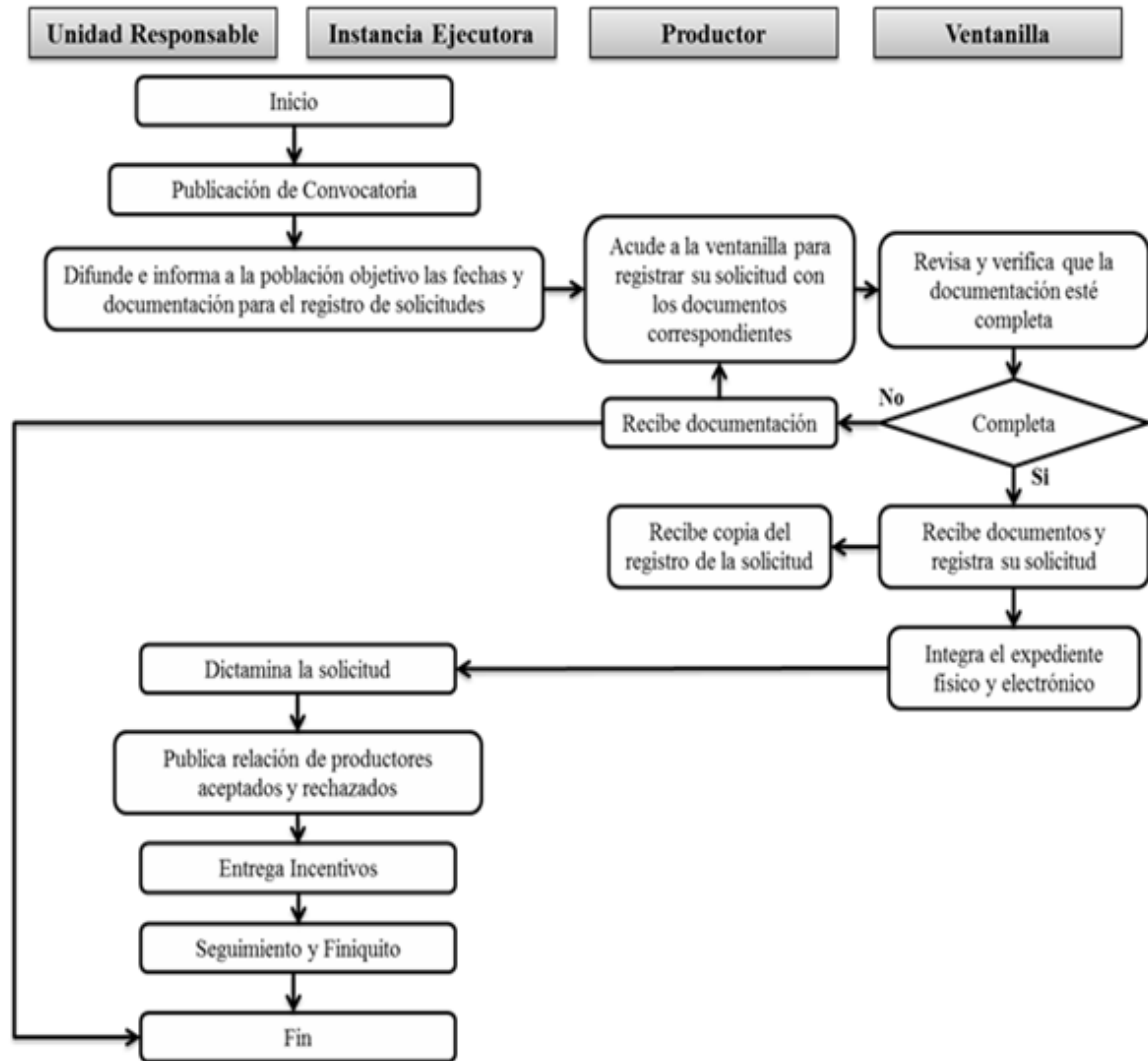 Unidad Responsable
Instancia Ejecutora
Productor
Ventanilla
Inicio
Publicación de Convocatoria
Difunde e informa a la población objetivo las fechas y
documentación para el registro de solicitudes
Acude a la ventanilla para
registrar su solicitud con
los documentos
correspondientes
Revisa y verifica que la
documentación esté
completa
No
Completa
Recibe documentación
Si
Recibe documentos y
registra su solicitud
Recibe copia del
registro de la solicitud
Integra el expediente
físico y electrónico
Dictamina la solicitud
Publica relación de productores
aceptados y rechazados
Entrega Incentivos
Seguimiento y Finiquito
Fin